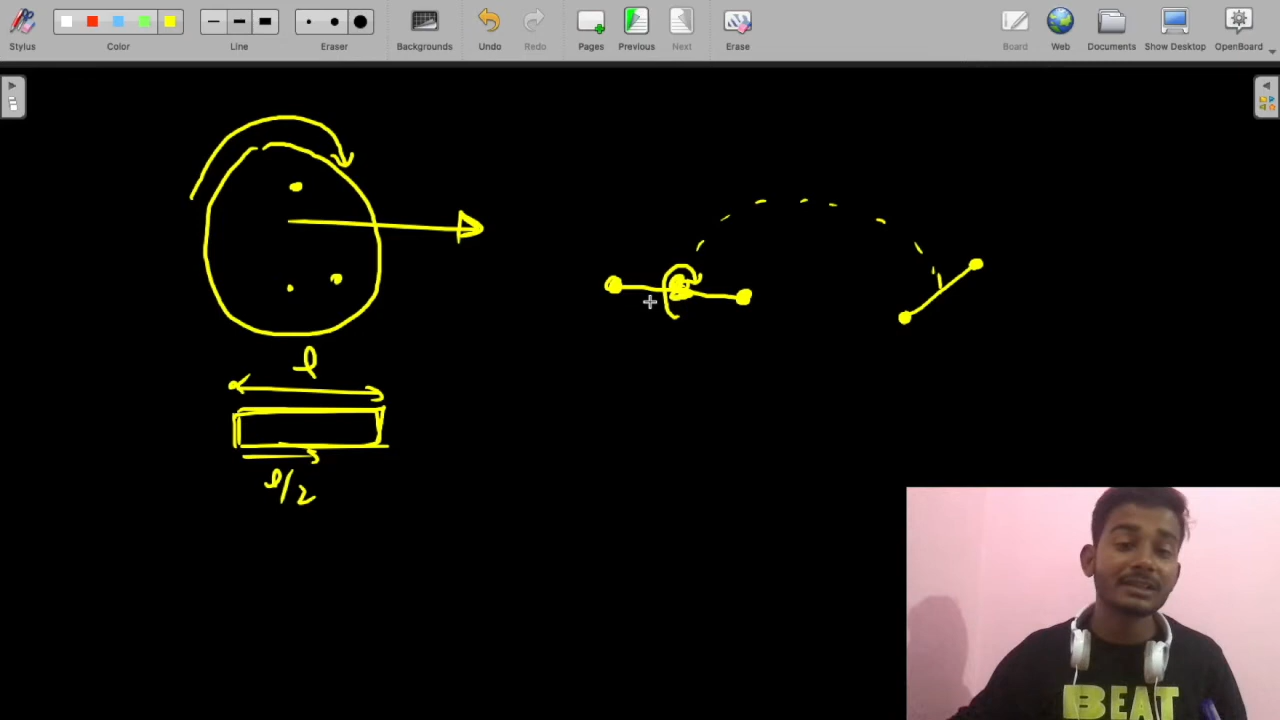 Stylus
Color
Line
Eraser
Backgrounds
Undo
Redo
Pages
Previous
Next
Erase
Board
Web
Documents
Show Desktop
OpenBoard
l
l/2
BEAT